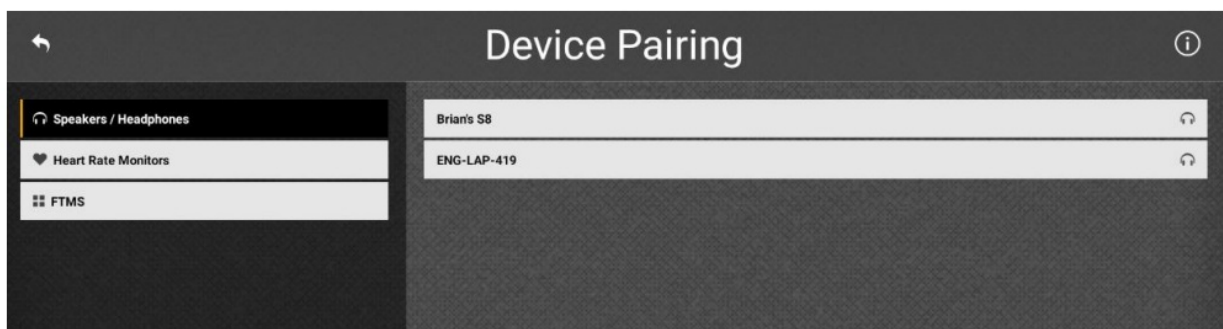 Device Pairing
Speakers / Headphones
Heart Rate Monitors
FTMS
Brian's S8
ENG-LAP-419